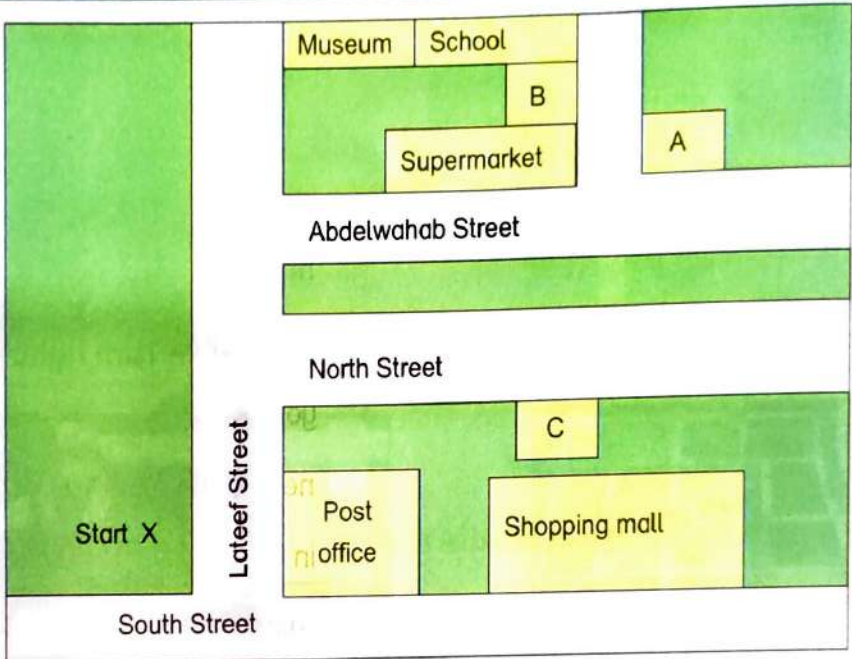 Museum School
B
A
Supermarket
Abdelwahab Street
North Street
C
Lateef Street
Post
office
Shopping mall
Start X
South Street